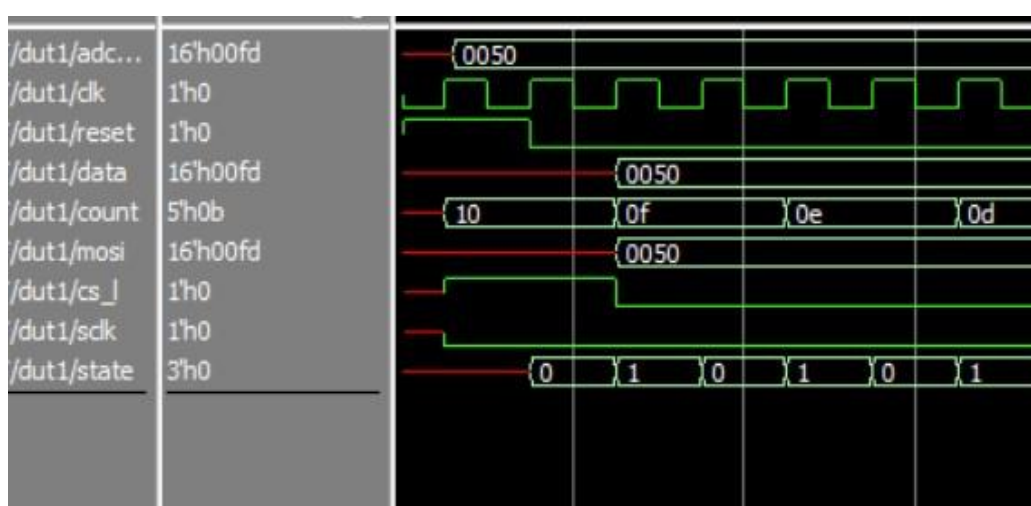 /dut1/adc... 16'h00fd 0050
/dut1/clk 1'h0
/dut1/reset 1'h0
/dut1/data 16'h00fd 0050
/dut1/count 5'h0b 10 0f 0e 0d
/dut1/mosi 16'h00fd 0050
/dut1/cs_l 1'h0
/dut1/sclk 1'h0
/dut1/state 3'h0 0 1 0 1 0 1